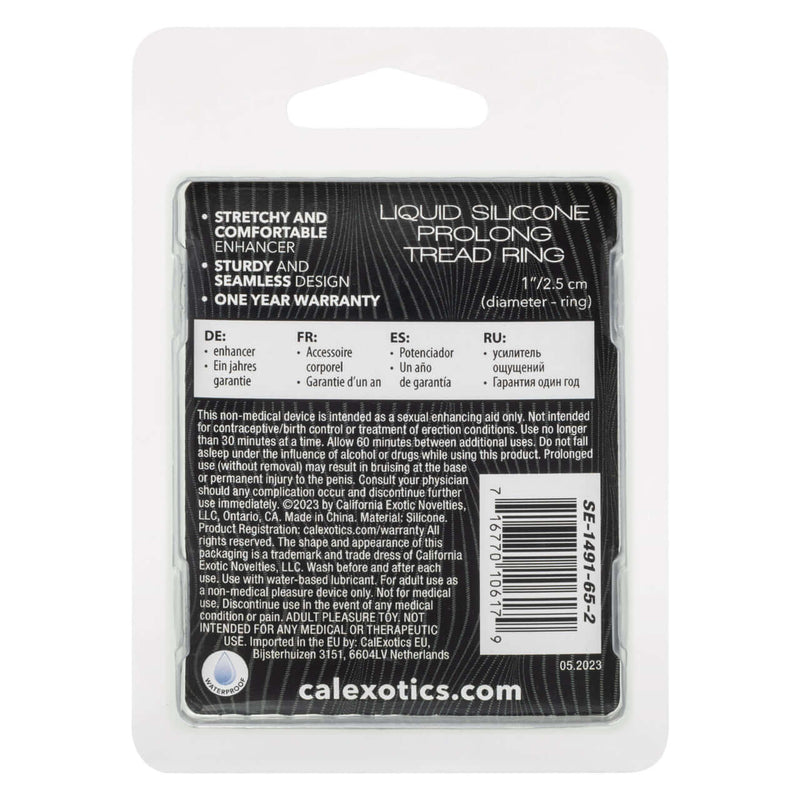 • STRETCHY AND
COMFORTABLE
ENHANCER
• STURDY AND
SEAMLESS DESIGN
• ONE YEAR WARRANTY
LIQUID SILICONE
PROLONG
TREAD RING
1"/2.5 cm
(diameter - ring)
DE:
• enhancer
• Ein jahres
garantie
FR:
• Accessoire
corporel
• Garantie d'un an
ES:
• Potenciador
• Un año
de garantía
RU:
• усилитель
ощущений
• Гарантия один год
This non-medical device is intended as a sexual enhancing aid only. Not intended
for contraceptive/birth control or treatment of erection conditions. Use no longer
than 30 minutes at a time. Allow 60 minutes between additional uses. Do not fall
asleep under the influence of alcohol or drugs while using this product. Prolonged
use (without removal) may result in bruising at the base
or permanent injury to the penis. Consult your physician
should any complication occur and discontinue further
use immediately. ©2023 by California Exotic Novelties,
LLC, Ontario, CA. Made in China. Material: Silicone.
Product Registration: calexotics.com/warranty All
rights reserved. The shape and appearance of this
packaging is a trademark and trade dress of California
Exotic Novelties, LLC. Wash before and after each
use. Use with water-based lubricant. For adult use as
a non-medical pleasure device only. Not for medical
use. Discontinue use in the event of any medical
condition or pain. ADULT PLEASURE TOY. NOT
INTENDED FOR ANY MEDICAL OR THERAPEUTIC
USE. Imported in the EU by: CalExotics EU,
Bijsterhuizen 3151, 6604LV Netherlands
7 16770 10617 9
SE-1491-65-2
05.2023
WATERPROOF
calexotics.com